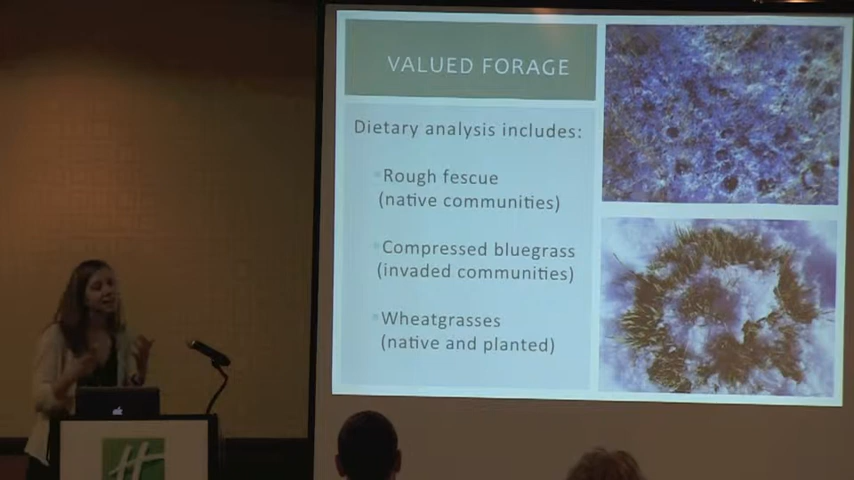 VALUED FORAGE
Dietary analysis includes:
Rough fescue
(native communities)
Compressed bluegrass
(invaded communities)
Wheatgrasses
(native and planted)
H